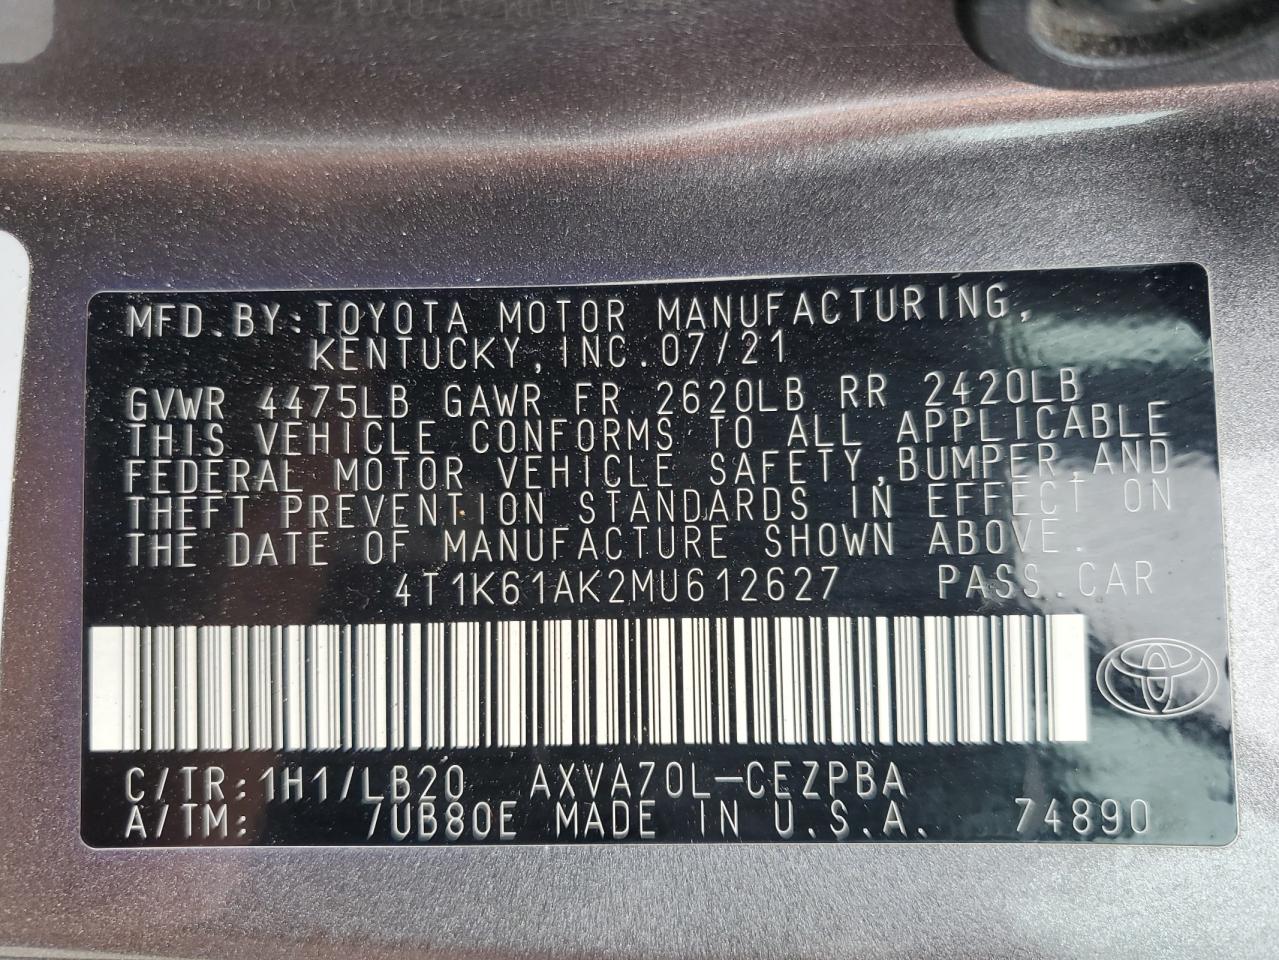 MFD.BY:TOYOTA MOTOR MANUFACTURING,
KENTUCKY,INC.07/21
GVWR 4475LB GAWR FR 2620LB RR 2420LB
THIS VEHICLE CONFORMS TO ALL APPLICABLE
FEDERAL MOTOR VEHICLE SAFETY,BUMPER,AND
THEFT PREVENTION STANDARDS IN EFFECT ON
THE DATE OF MANUFACTURE SHOWN ABOVE.
4T1K61AK2MU612627 PASS.CAR
C/TR:1H1/LB20 AXVA70L-CEZPBA
A/TM: /UB80E MADE IN U.S.A. 74890